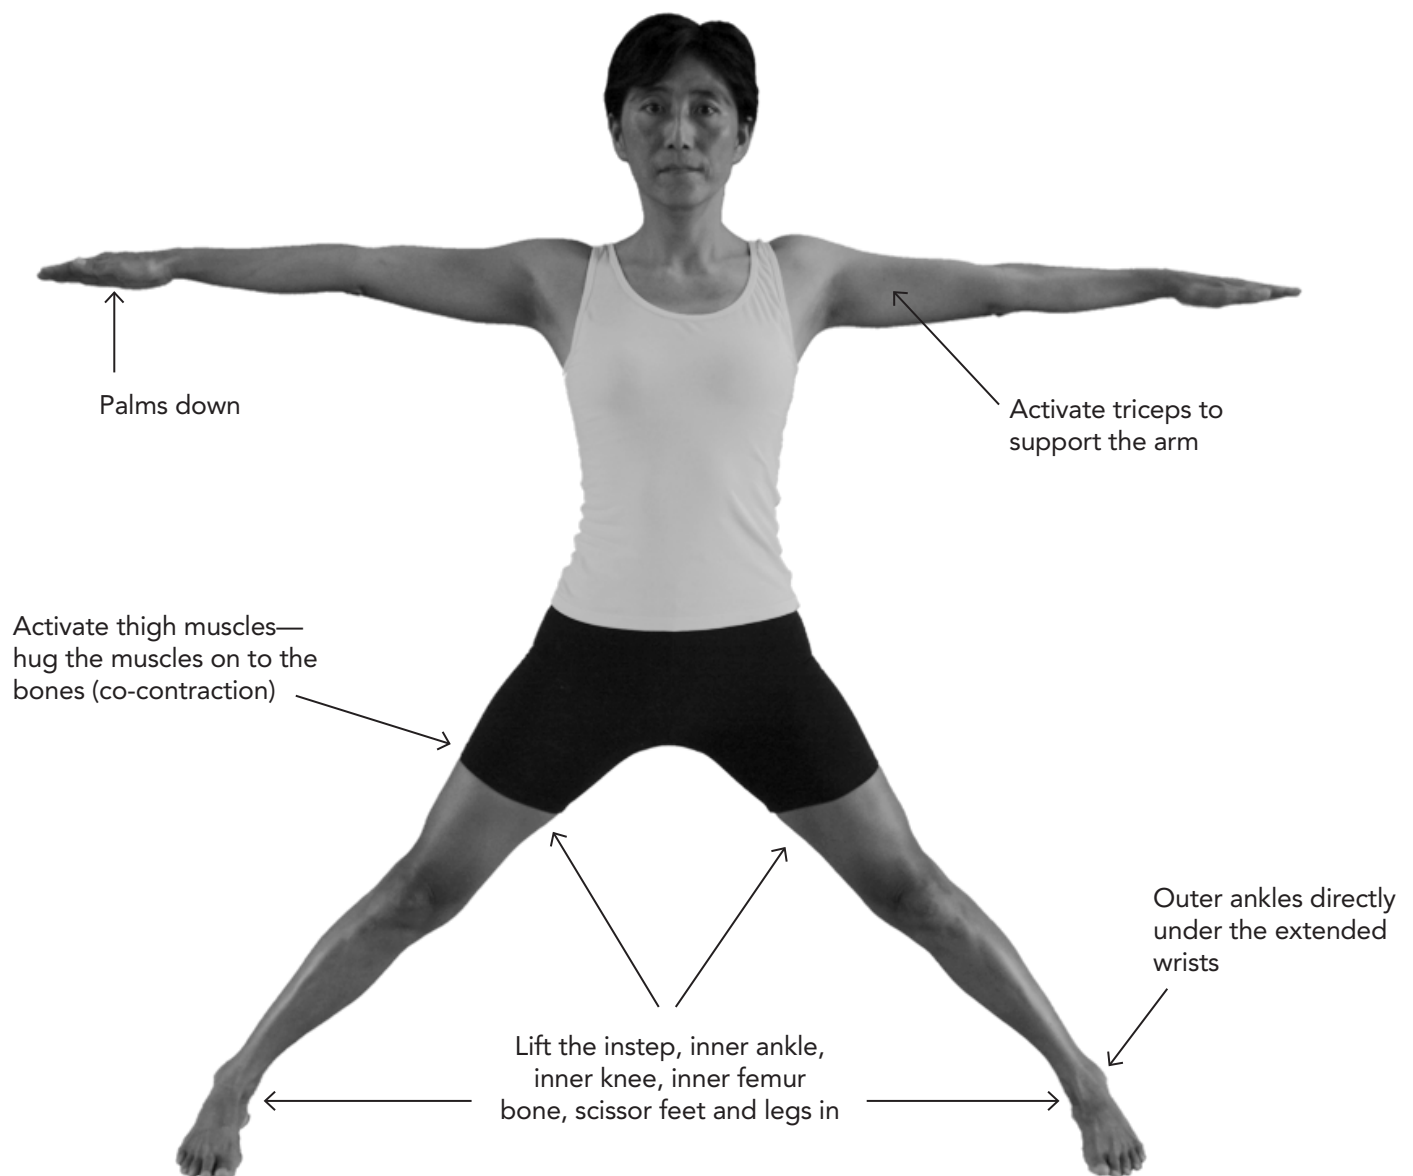 Palms down
Activate triceps to
support the arm
Activate thigh muscles—
hug the muscles on to the
bones (co-contraction)
Outer ankles directly
under the extended
wrists
Lift the instep, inner ankle,
inner knee, inner femur
bone, scissor feet and legs in